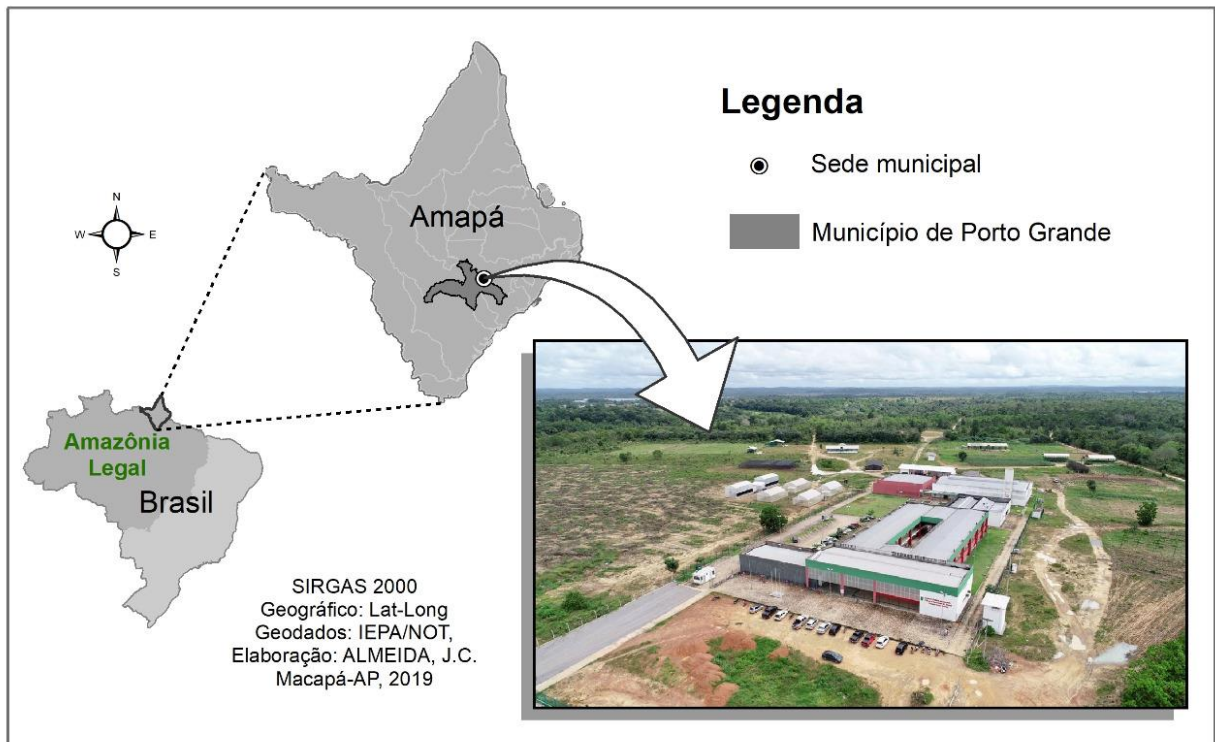 Legenda
Sede municipal
Município de Porto Grande
N
W
E
S
Amapá
Amazônia
Legal
Brasil
SIRGAS 2000
Geográfico: Lat-Long
Geodados: IEPA/NOT,
Elaboração: ALMEIDA, J.C.
Macapá-AP, 2019